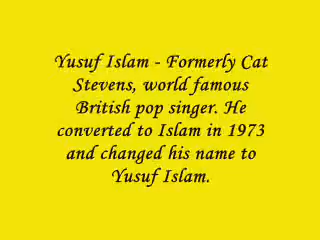 Yusuf Islam - Formerly Cat
Stevens, world famous
British pop singer. He
converted to Islam in 1973
and changed his name to
Yusuf Islam.